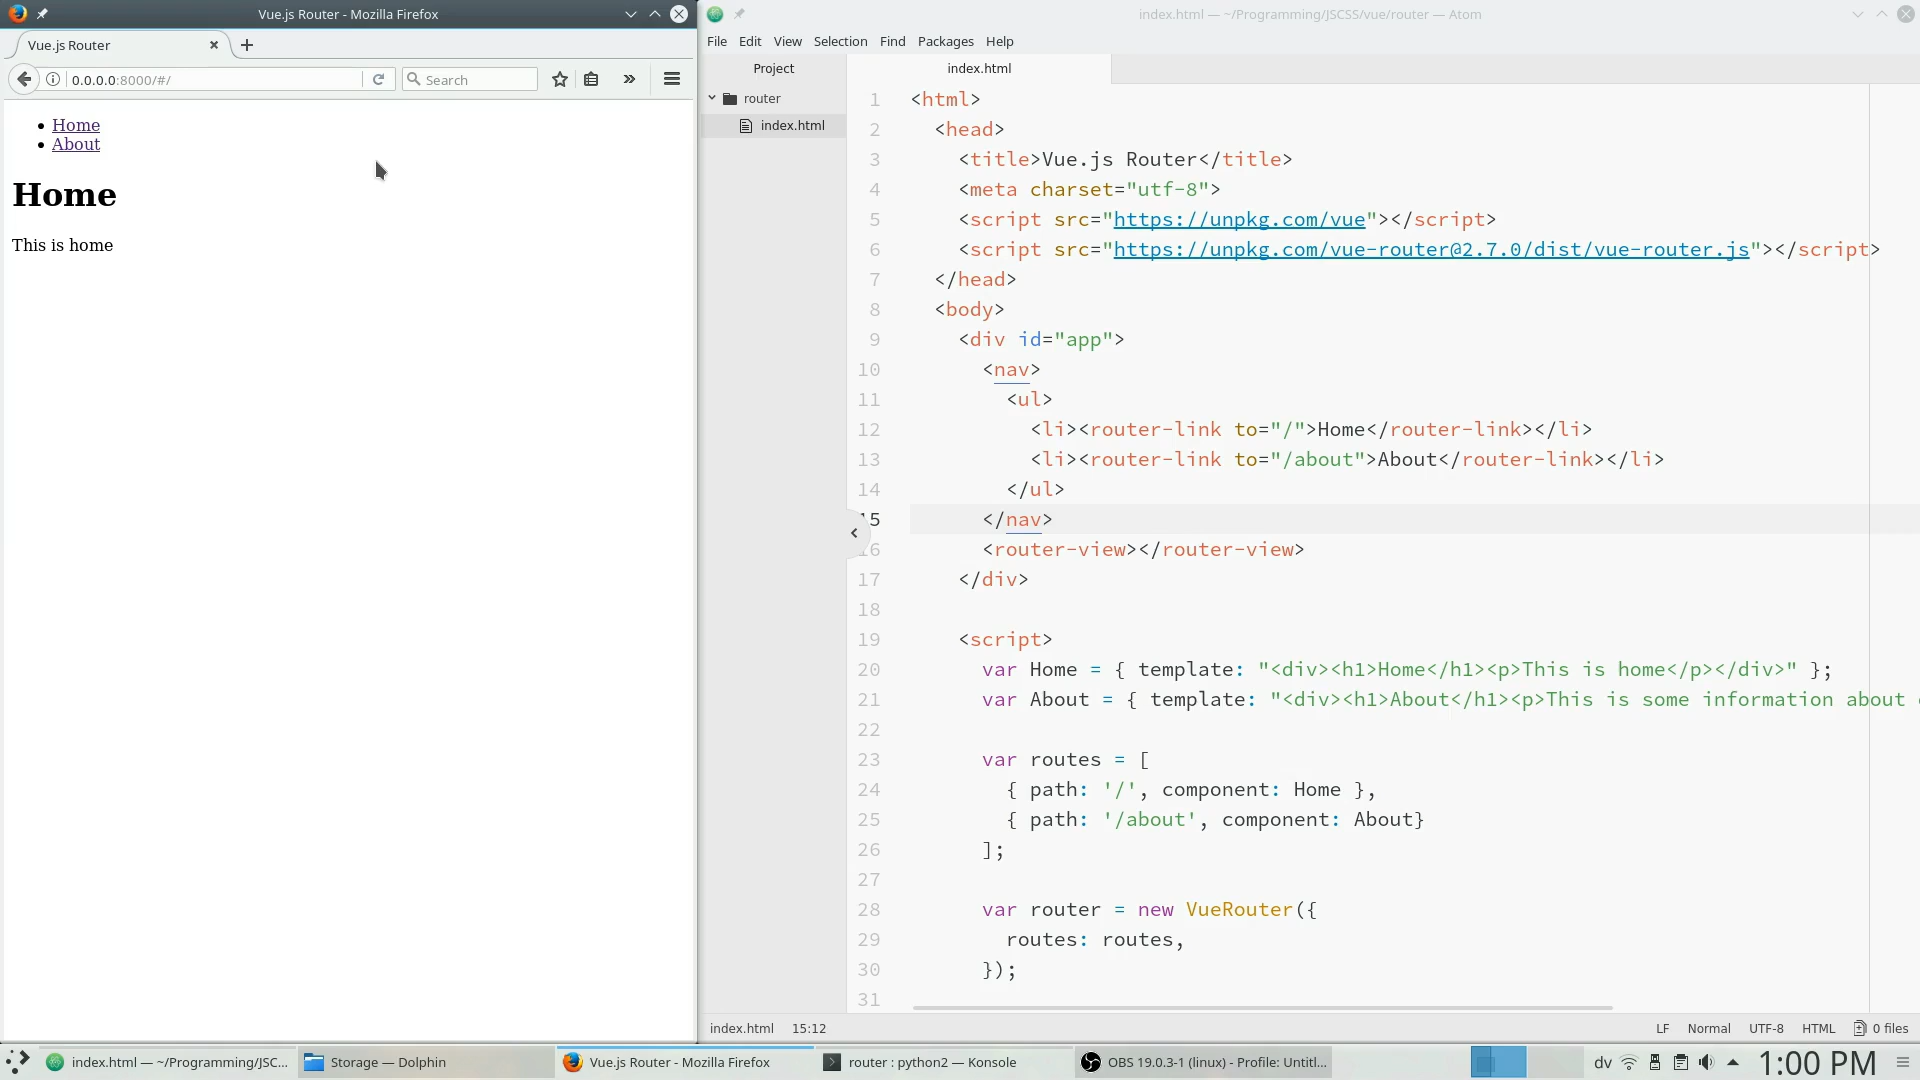 Vue.js Router - Mozilla Firefox
Vue.js Router
0.0.0.0:8000/#/
Search
Home
About
Home
This is home
index.html — ~/Programming/JSCSS/vue/router — Atom
File Edit View Selection Find Packages Help
Project
router
index.html
index.html
1 <html>
2 <head>
3 <title>Vue.js Router</title>
4 <meta charset="utf-8">
5 <script src="https://unpkg.com/vue"></script>
6 <script src="https://unpkg.com/vue-router@2.7.0/dist/vue-router.js"></script>
7 </head>
8 <body>
9 <div id="app">
10 <nav>
11 <ul>
12 <li><router-link to="/">Home</router-link></li>
13 <li><router-link to="/about">About</router-link></li>
14 </ul>
15 </nav>
16 <router-view></router-view>
17 </div>
18
19 <script>
20 var Home = { template: "<div><h1>Home</h1><p>This is home</p></div>" };
21 var About = { template: "<div><h1>About</h1><p>This is some information about
22
23 var routes = [
24 { path: '/', component: Home },
25 { path: '/about', component: About}
26 ];
27
28 var router = new VueRouter({
29 routes: routes,
30 });
31
index.html 15:12
LF Normal UTF-8 HTML 0 files
index.html — ~/Programming/JSC...
Storage — Dolphin
Vue.js Router - Mozilla Firefox
router : python2 — Konsole
OBS 19.0.3-1 (linux) - Profile: Untitl...
dv
1:00 PM